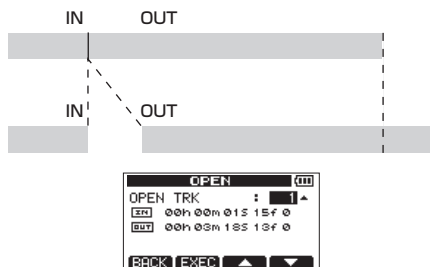 IN OUT
IN OUT
OPEN
OPEN TRK : 1
IN 00h 00m 01s 15f 0
OUT 00h 03m 18s 13f 0
BACK EXEC